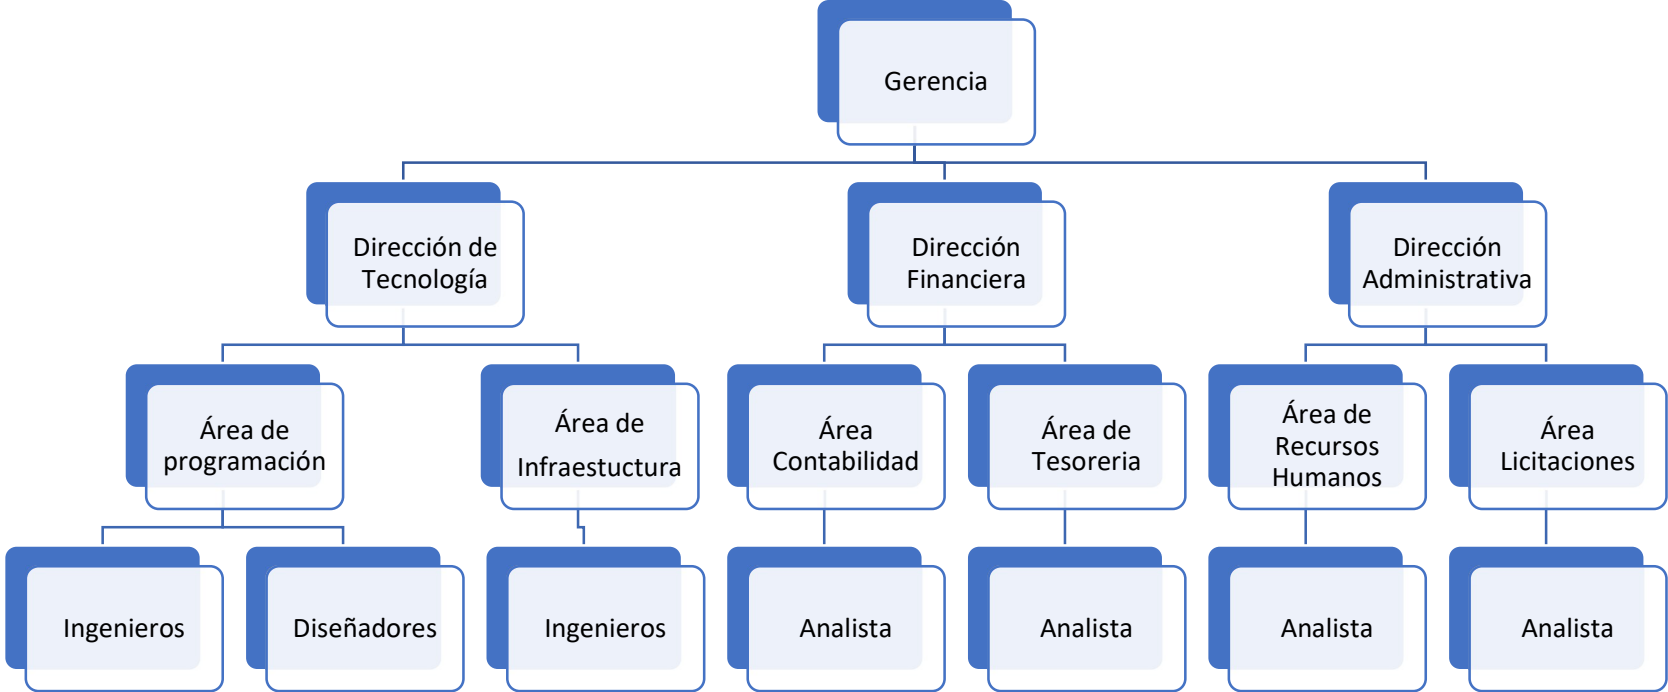 Gerencia
Dirección de
Tecnología
Dirección
Financiera
Dirección
Administrativa
Área de
programación
Área de
Infraestuctura
Área
Contabilidad
Área de
Tesoreria
Área de
Recursos
Humanos
Área
Licitaciones
Ingenieros
Diseñadores
Ingenieros
Analista
Analista
Analista
Analista